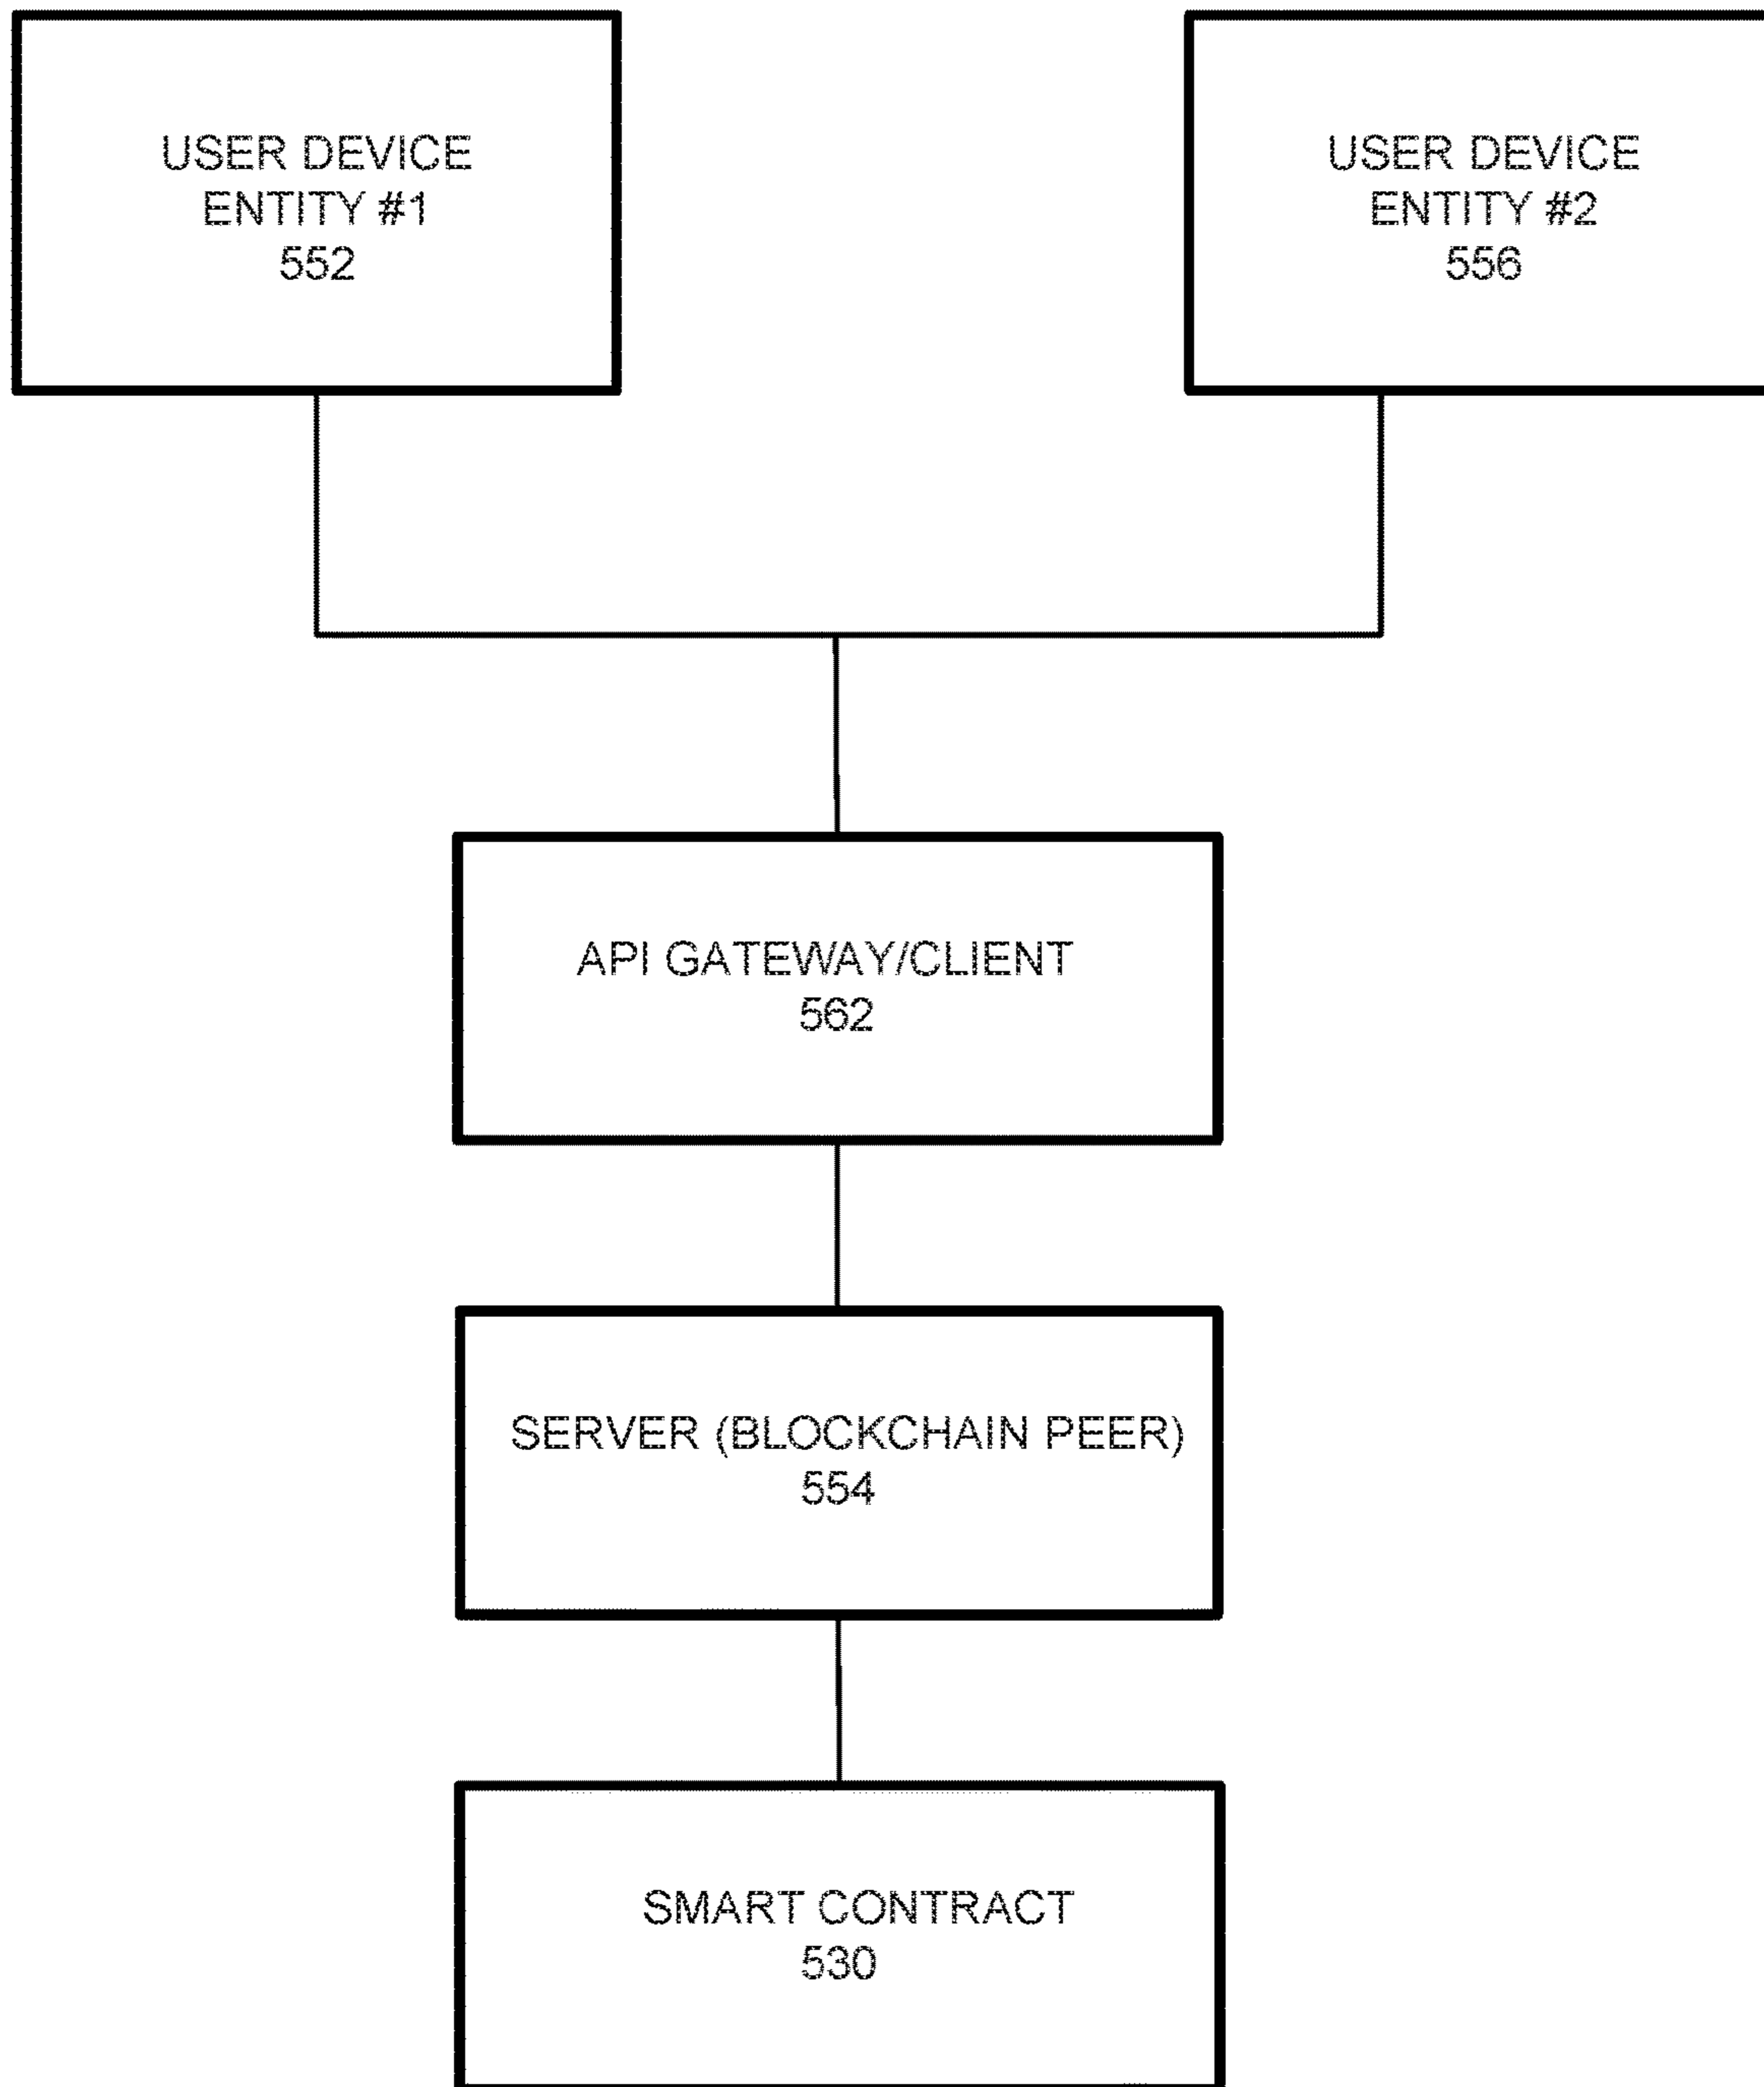 USER DEVICE
ENTITY #1
552
USER DEVICE
ENTITY #2
556
API GATEWAY/CLIENT
562
SERVER (BLOCKCHAIN PEER)
554
SMART CONTRACT
530